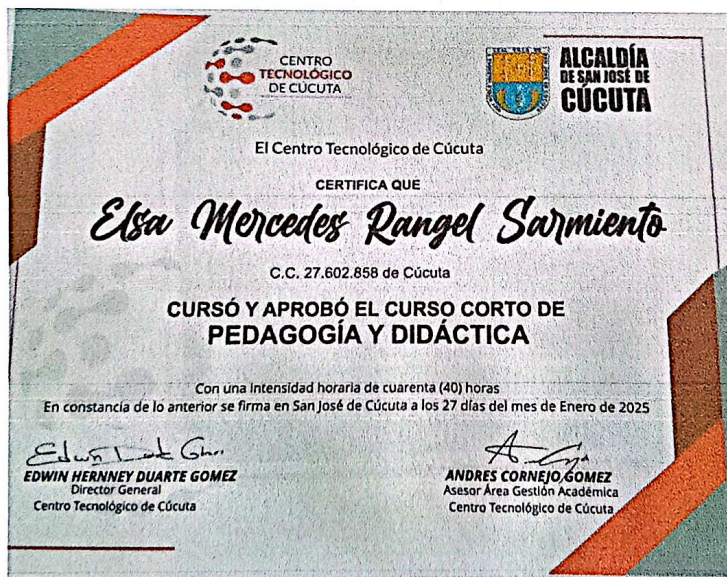 CENTRO
TECNOLÓGICO
DE CÚCUTA
ALCALDÍA
DE SAN JOSÉ DE
CÚCUTA
El Centro Tecnológico de Cúcuta
CERTIFICA QUE
Elsa Mercedes Rangel Sarmiento
C.C. 27.602.858 de Cúcuta
CURSÓ Y APROBÓ EL CURSO CORTO DE
PEDAGOGÍA Y DIDÁCTICA
Con una intensidad horaria de cuarenta (40) horas
En constancia de lo anterior se firma en San José de Cúcuta a los 27 días del mes de Enero de 2025
EDWIN HERNNEY DUARTE GOMEZ
Director General
Centro Tecnológico de Cúcuta
ANDRES CORNEJO GOMEZ
Asesor Área Gestión Académica
Centro Tecnológico de Cúcuta